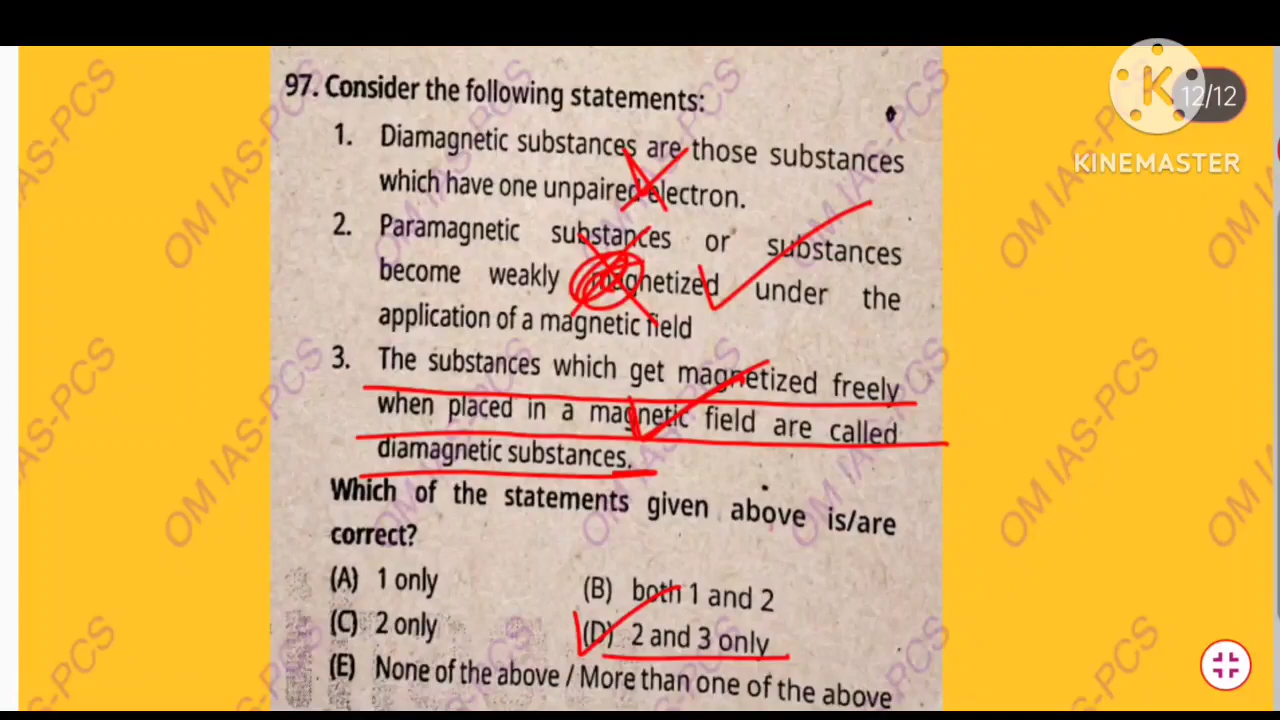 12/12
KINEMASTER
97. Consider the following statements:
1. Diamagnetic substances are those substances
which have one unpaired electron.
2. Paramagnetic substances or substances
become weakly magnetized under the
application of a magnetic field
3. The substances which get magnetized freely
when placed in a magnetic field are called
diamagnetic substances.
Which of the statements given above is/are
correct?
(A) 1 only (B) both 1 and 2
(C) 2 only (D) 2 and 3 only
(E) None of the above / More than one of the above
OM IAS-PCS